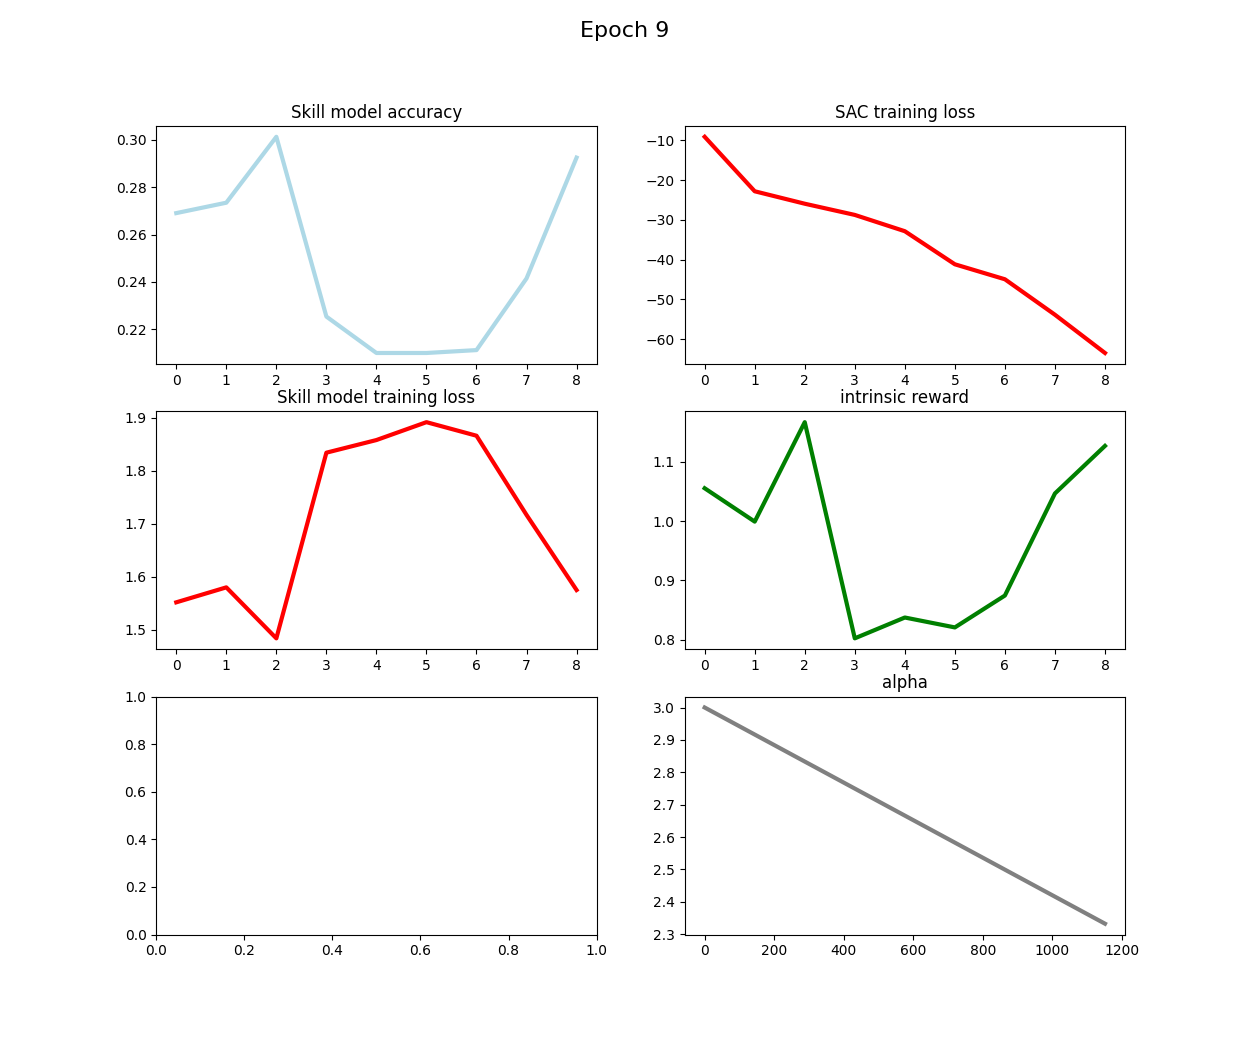 Epoch 9
Skill model accuracy
0.30
0.28
0.26
0.24
0.22
0 1 2 3 4 5 6 7 8
SAC training loss
−10
−20
−30
−40
−50
−60
0 1 2 3 4 5 6 7 8
Skill model training loss
1.9
1.8
1.7
1.6
1.5
0 1 2 3 4 5 6 7 8
intrinsic reward
1.1
1.0
0.9
0.8
0 1 2 3 4 5 6 7 8
1.0
0.8
0.6
0.4
0.2
0.0
0.0 0.2 0.4 0.6 0.8 1.0
alpha
3.0
2.9
2.8
2.7
2.6
2.5
2.4
2.3
0 200 400 600 800 1000 1200